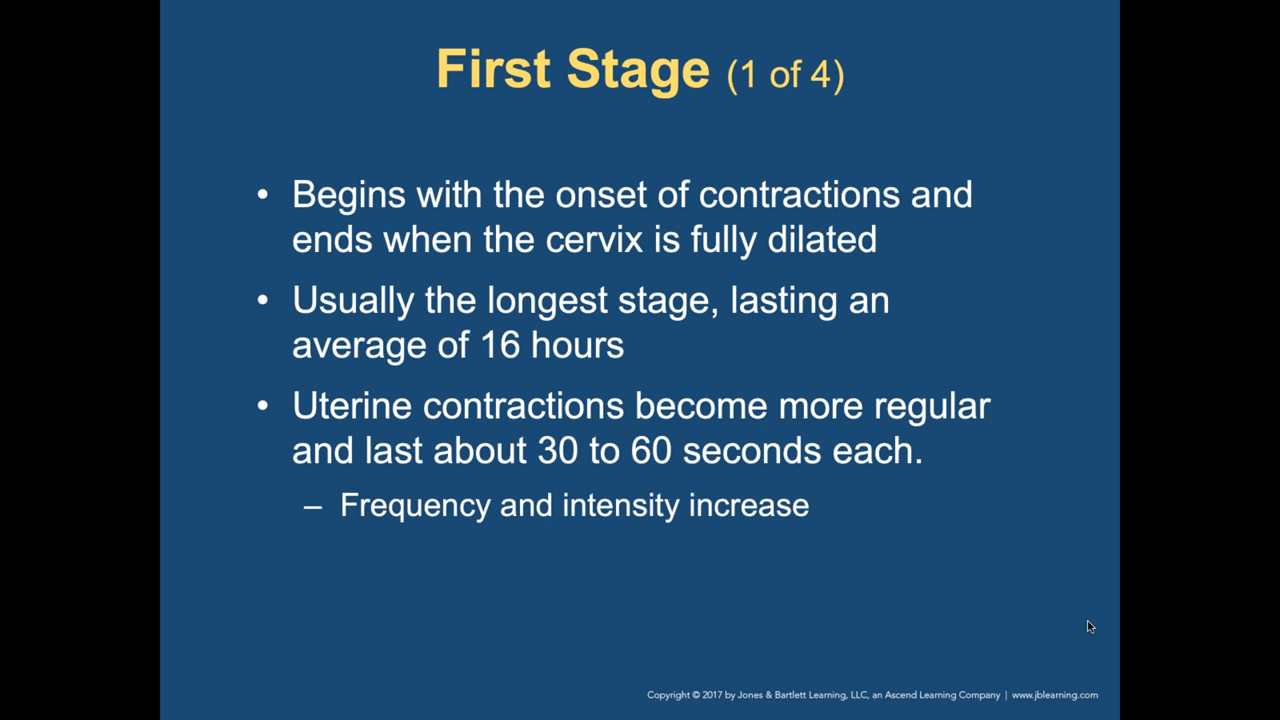 First Stage (1 of 4)
• Begins with the onset of contractions and
ends when the cervix is fully dilated
• Usually the longest stage, lasting an
average of 16 hours
• Uterine contractions become more regular
and last about 30 to 60 seconds each.
– Frequency and intensity increase
Copyright © 2017 by Jones & Bartlett Learning, LLC, an Ascend Learning Company | www.jblearning.com